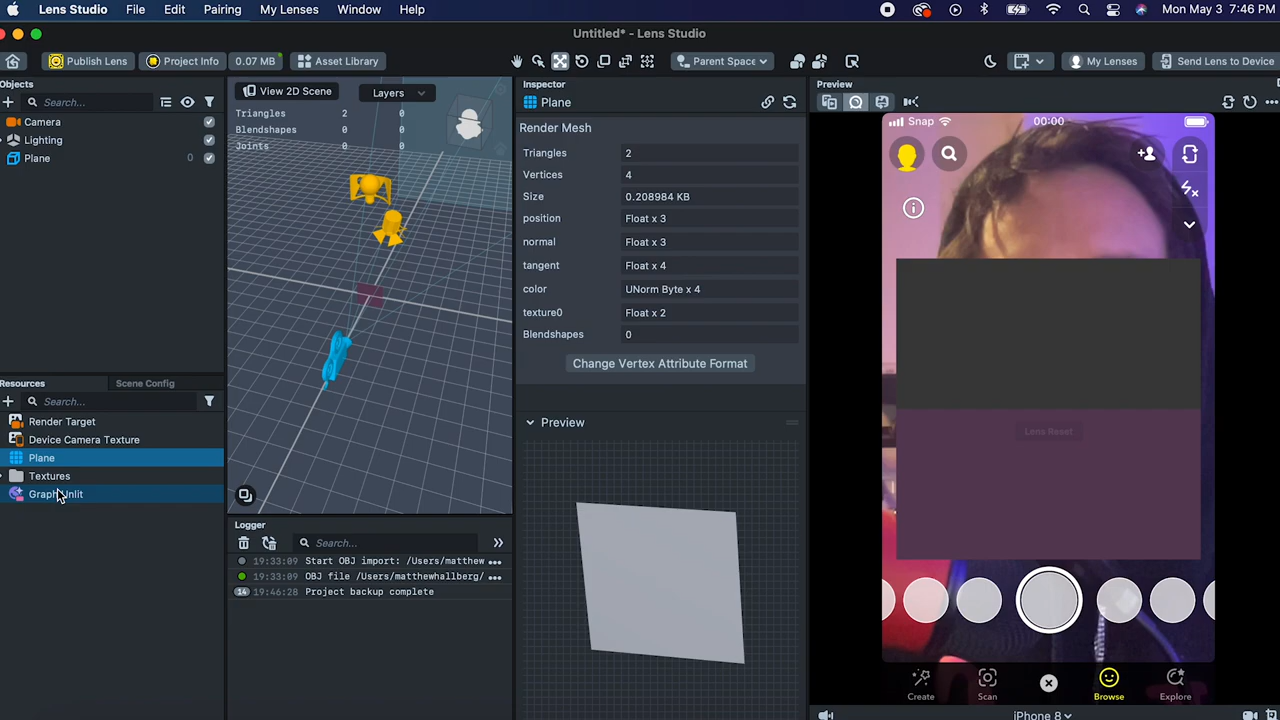 Lens Studio File Edit Pairing My Lenses Window Help Mon May 3 7:46 PM
Untitled* - Lens Studio
Publish Lens Project Info 0.07 MB Asset Library Parent Space My Lenses Send Lens to Device
Objects
Search...
Camera
Lighting
Plane 0
Resources Scene Config
Search...
Render Target
Device Camera Texture
Plane
Textures
View 2D Scene Layers
Triangles 2 0
Blendshapes 0 0
Joints 0 0
Logger
Search...
19:33:09 Start OBJ import: /Users/matthew
19:33:09 OBJ file /Users/matthewhallberg/
14 19:46:28 Project backup complete
Inspector
Plane
Render Mesh
Triangles 2
Vertices 4
Size 0.208984 KB
position Float x 3
normal Float x 3
tangent Float x 4
color UNorm Byte x 4
texture0 Float x 2
Blendshapes 0
Change Vertex Attribute Format
Preview
Preview
Snap 00:00
Lens Reset
Create Scan Browse Explore
iPhone 8